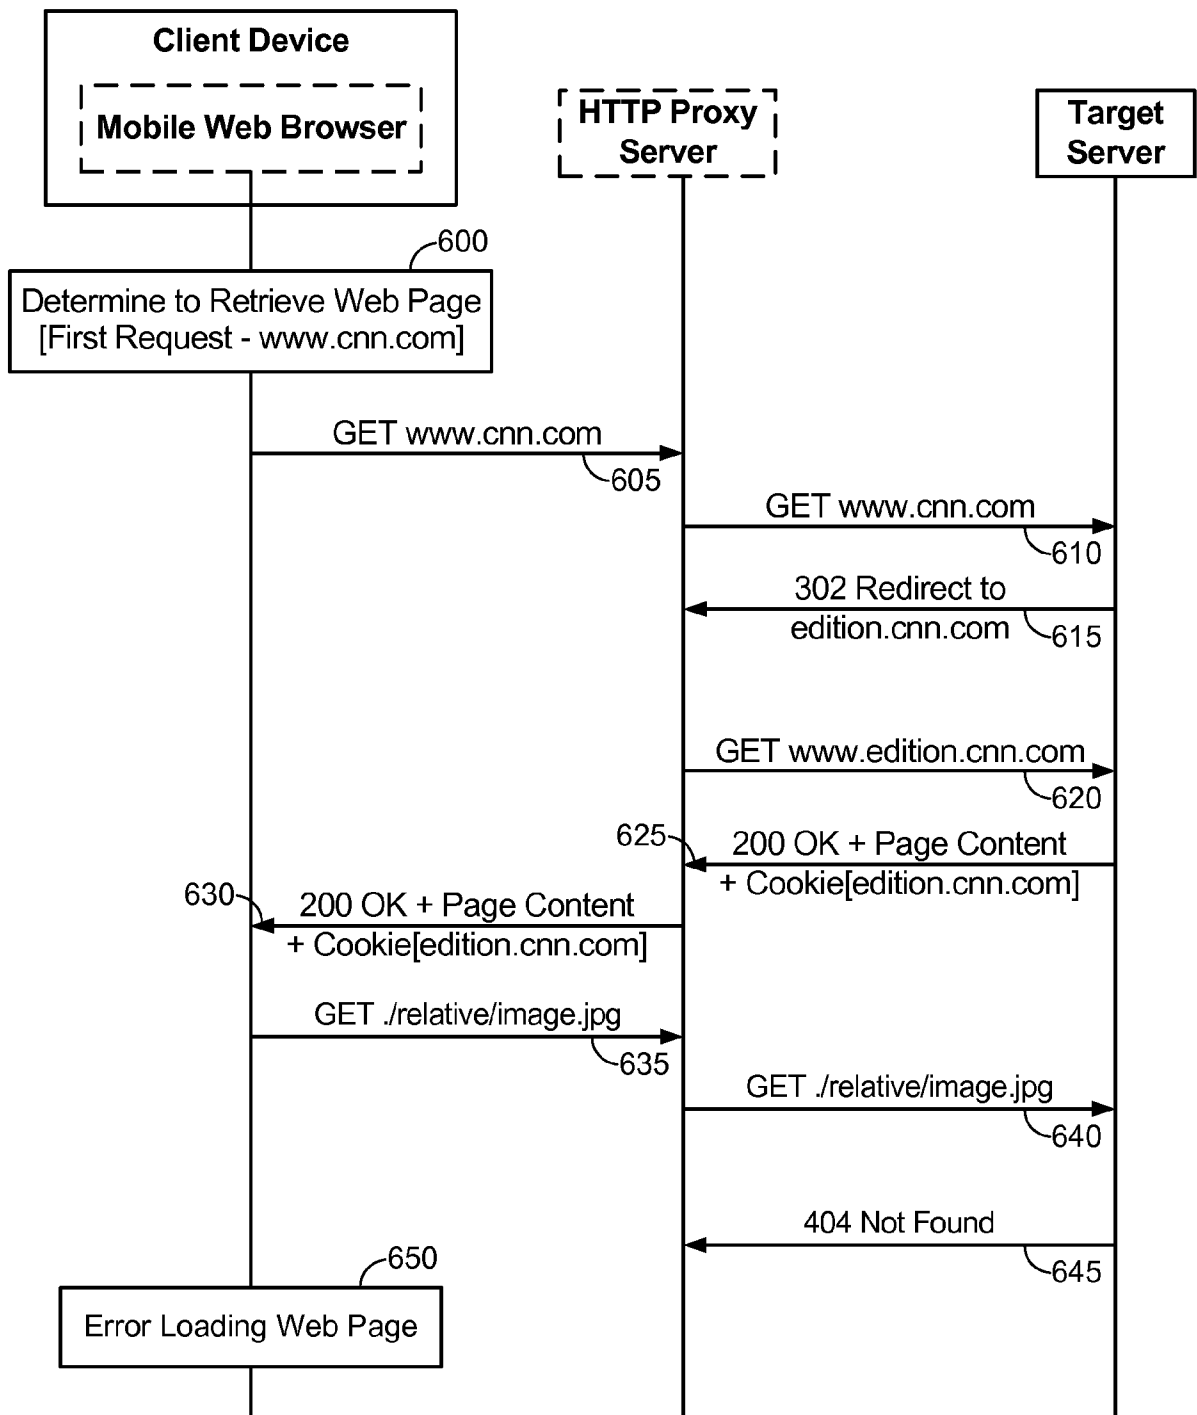 Client Device
Mobile Web Browser
HTTP Proxy
Server
Target
Server
600
Determine to Retrieve Web Page
[First Request - www.cnn.com]
GET www.cnn.com
605
GET www.cnn.com
610
302 Redirect to
edition.cnn.com
615
GET www.edition.cnn.com
620
625
200 OK + Page Content
+ Cookie[edition.cnn.com]
630
200 OK + Page Content
+ Cookie[edition.cnn.com]
GET ./relative/image.jpg
635
GET ./relative/image.jpg
640
404 Not Found
645
650
Error Loading Web Page